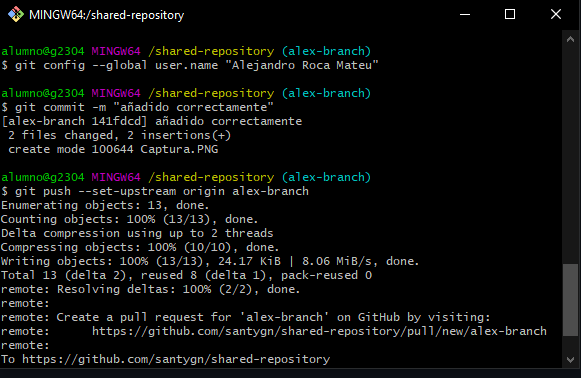 MINGW64:/shared-repository
alumno@g2304 MINGW64 /shared-repository (alex-branch)
$ git config --global user.name "Alejandro Roca Mateu"
alumno@g2304 MINGW64 /shared-repository (alex-branch)
$ git commit -m "añadido correctamente"
[alex-branch 141fdcd] añadido correctamente
 2 files changed, 2 insertions(+)
 create mode 100644 Captura.PNG
alumno@g2304 MINGW64 /shared-repository (alex-branch)
$ git push --set-upstream origin alex-branch
Enumerating objects: 13, done.
Counting objects: 100% (13/13), done.
Delta compression using up to 2 threads
Compressing objects: 100% (10/10), done.
Writing objects: 100% (13/13), 24.17 KiB | 8.06 MiB/s, done.
Total 13 (delta 2), reused 8 (delta 1), pack-reused 0
remote: Resolving deltas: 100% (2/2), done.
remote:
remote: Create a pull request for 'alex-branch' on GitHub by visiting:
remote:      https://github.com/santygn/shared-repository/pull/new/alex-branch
remote:
To https://github.com/santygn/shared-repository